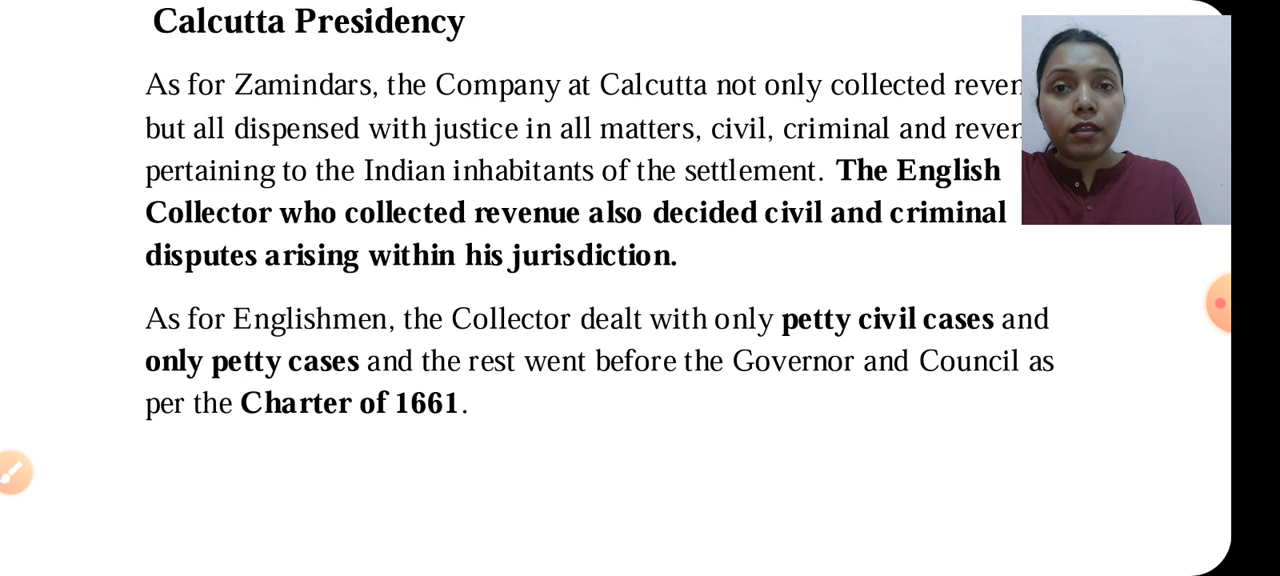 Calcutta Presidency
As for Zamindars, the Company at Calcutta not only collected
but all dispensed with justice in all matters, civil, criminal and
pertaining to the Indian inhabitants of the settlement. The English
Collector who collected revenue also decided civil and criminal
disputes arising within his jurisdiction.
As for Englishmen, the Collector dealt with only petty civil cases and
only petty cases and the rest went before the Governor and Council as
per the Charter of 1661.